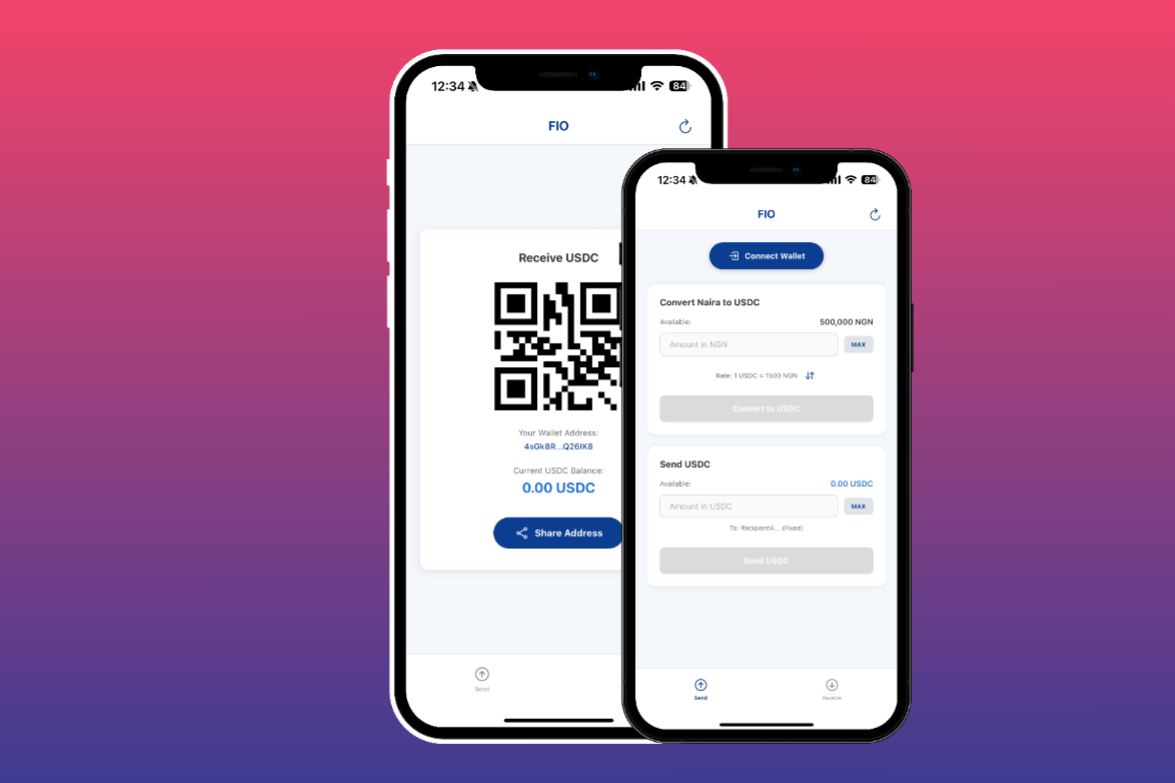 12:34
84
FIO
Receive USDC
Your Wallet Address:
4sGk8R...Q26IK8
Current USDC Balance:
0.00 USDC
Share Address
Send
12:34
84
FIO
Connect Wallet
Convert Naira to USDC
Available: 500,000 NGN
Amount in NGN MAX
Rate: 1 USDC = 1500 NGN
Convert to USDC
Send USDC
Available: 0.00 USDC
Amount in USDC MAX
To: RecipientA... (Fixed)
Send USDC
Send Receive